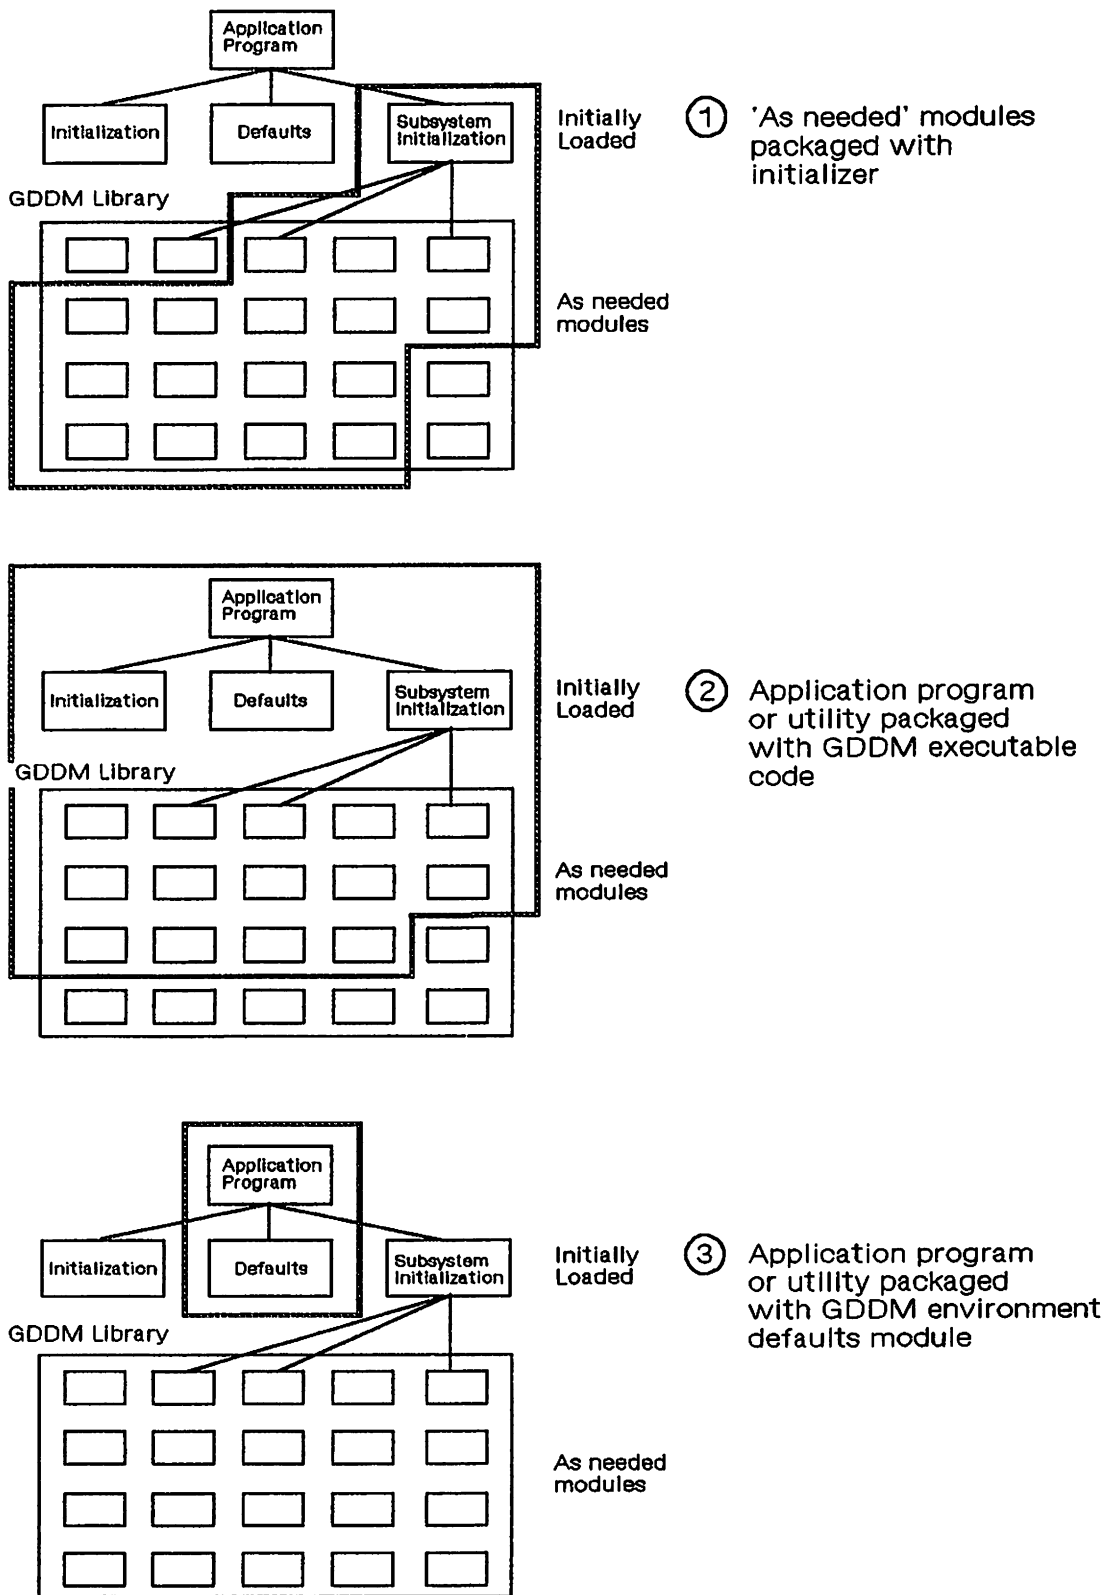 Application
Program
Initialization
Defaults
Subsystem
Initialization
Initially
Loaded
1
'As needed' modules
packaged with
initializer
GDDM Library
As needed
modules
Application
Program
Initialization
Defaults
Subsystem
Initialization
Initially
Loaded
2
Application program
or utility packaged
with GDDM executable
code
GDDM Library
As needed
modules
Application
Program
Initialization
Defaults
Subsystem
Initialization
Initially
Loaded
3
Application program
or utility packaged
with GDDM environment
defaults module
GDDM Library
As needed
modules